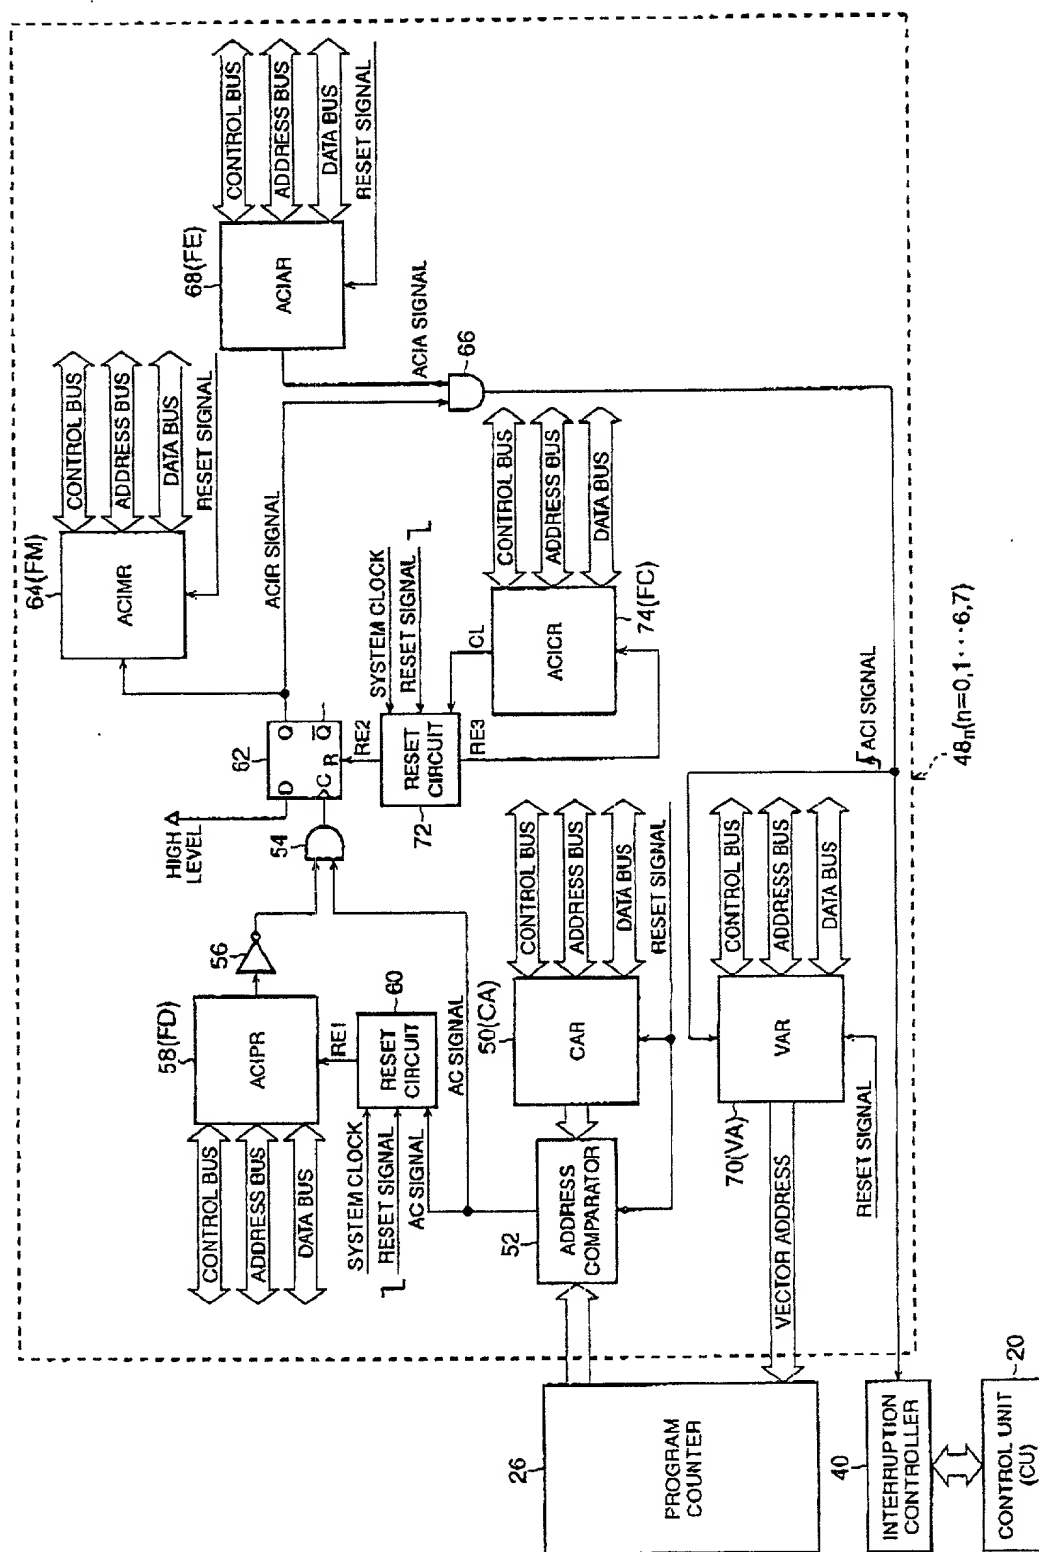 CONTROL BUS
ADDRESS BUS
DATA BUS
RESET SIGNAL
68(FE)
ACIAR
ACIA SIGNAL
66
CONTROL BUS
ADDRESS BUS
DATA BUS
RESET SIGNAL
64(FM)
ACIMR
ACIR SIGNAL
CONTROL BUS
ADDRESS BUS
DATA BUS
74(FC)
ACICR
CL
SYSTEM CLOCK
RESET SIGNAL
RESET
CIRCUIT
72
RE2
RE3
62
D
Q
C
R
Q
HIGH
LEVEL
54
56
58(FD)
ACIPR
RE1
60
RESET
CIRCUIT
CONTROL BUS
ADDRESS BUS
DATA BUS
SYSTEM CLOCK
RESET SIGNAL
AC SIGNAL
AC SIGNAL
CONTROL BUS
ADDRESS BUS
DATA BUS
RESET SIGNAL
50(CA)
CAR
52
ADDRESS
COMPARATOR
CONTROL BUS
ADDRESS BUS
DATA BUS
VAR
70(VA)
RESET SIGNAL
VECTOR ADDRESS
ACI SIGNAL
48n(n=0,1···6,7)
26
PROGRAM
COUNTER
40
INTERRUPTION
CONTROLLER
20
CONTROL UNIT
(CU)